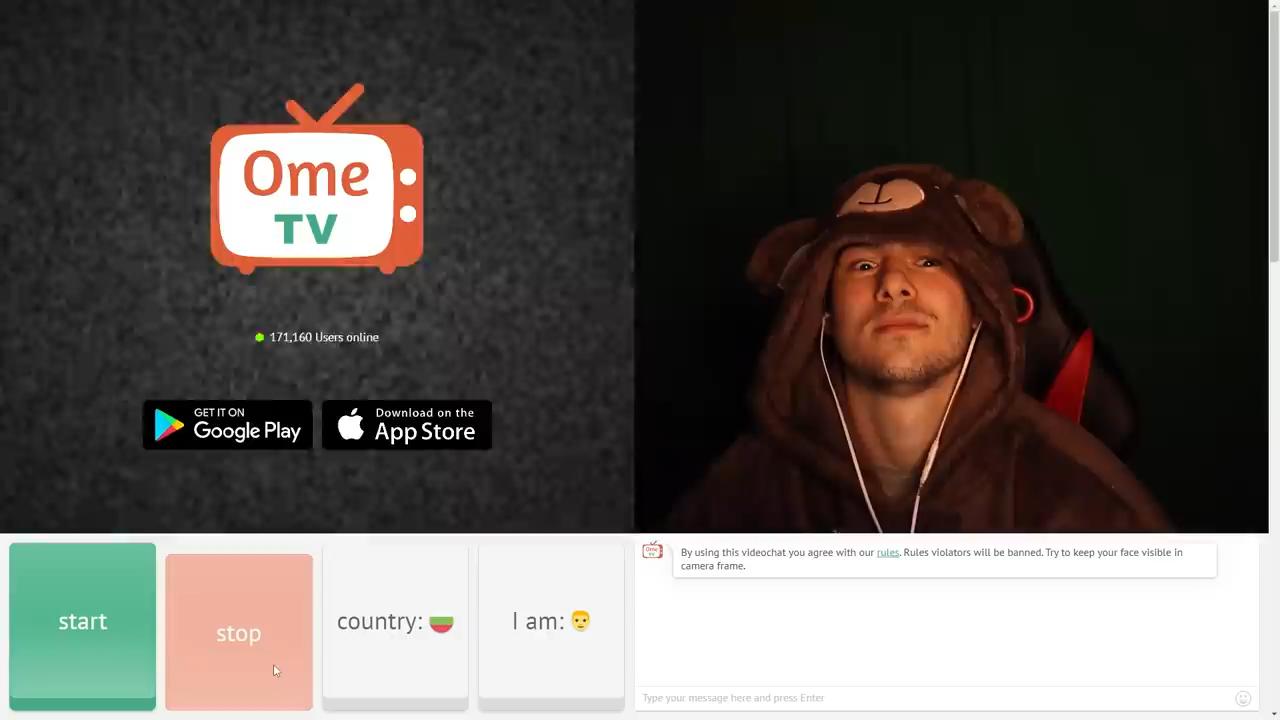 Ome
TV
171,160 Users online
GET IT ON
Google Play
Download on the
App Store
start
stop
country:
I am:
Ome
TV
By using this videochat you agree with our rules. Rules violators will be banned. Try to keep your face visible in
camera frame.
Type your message here and press Enter